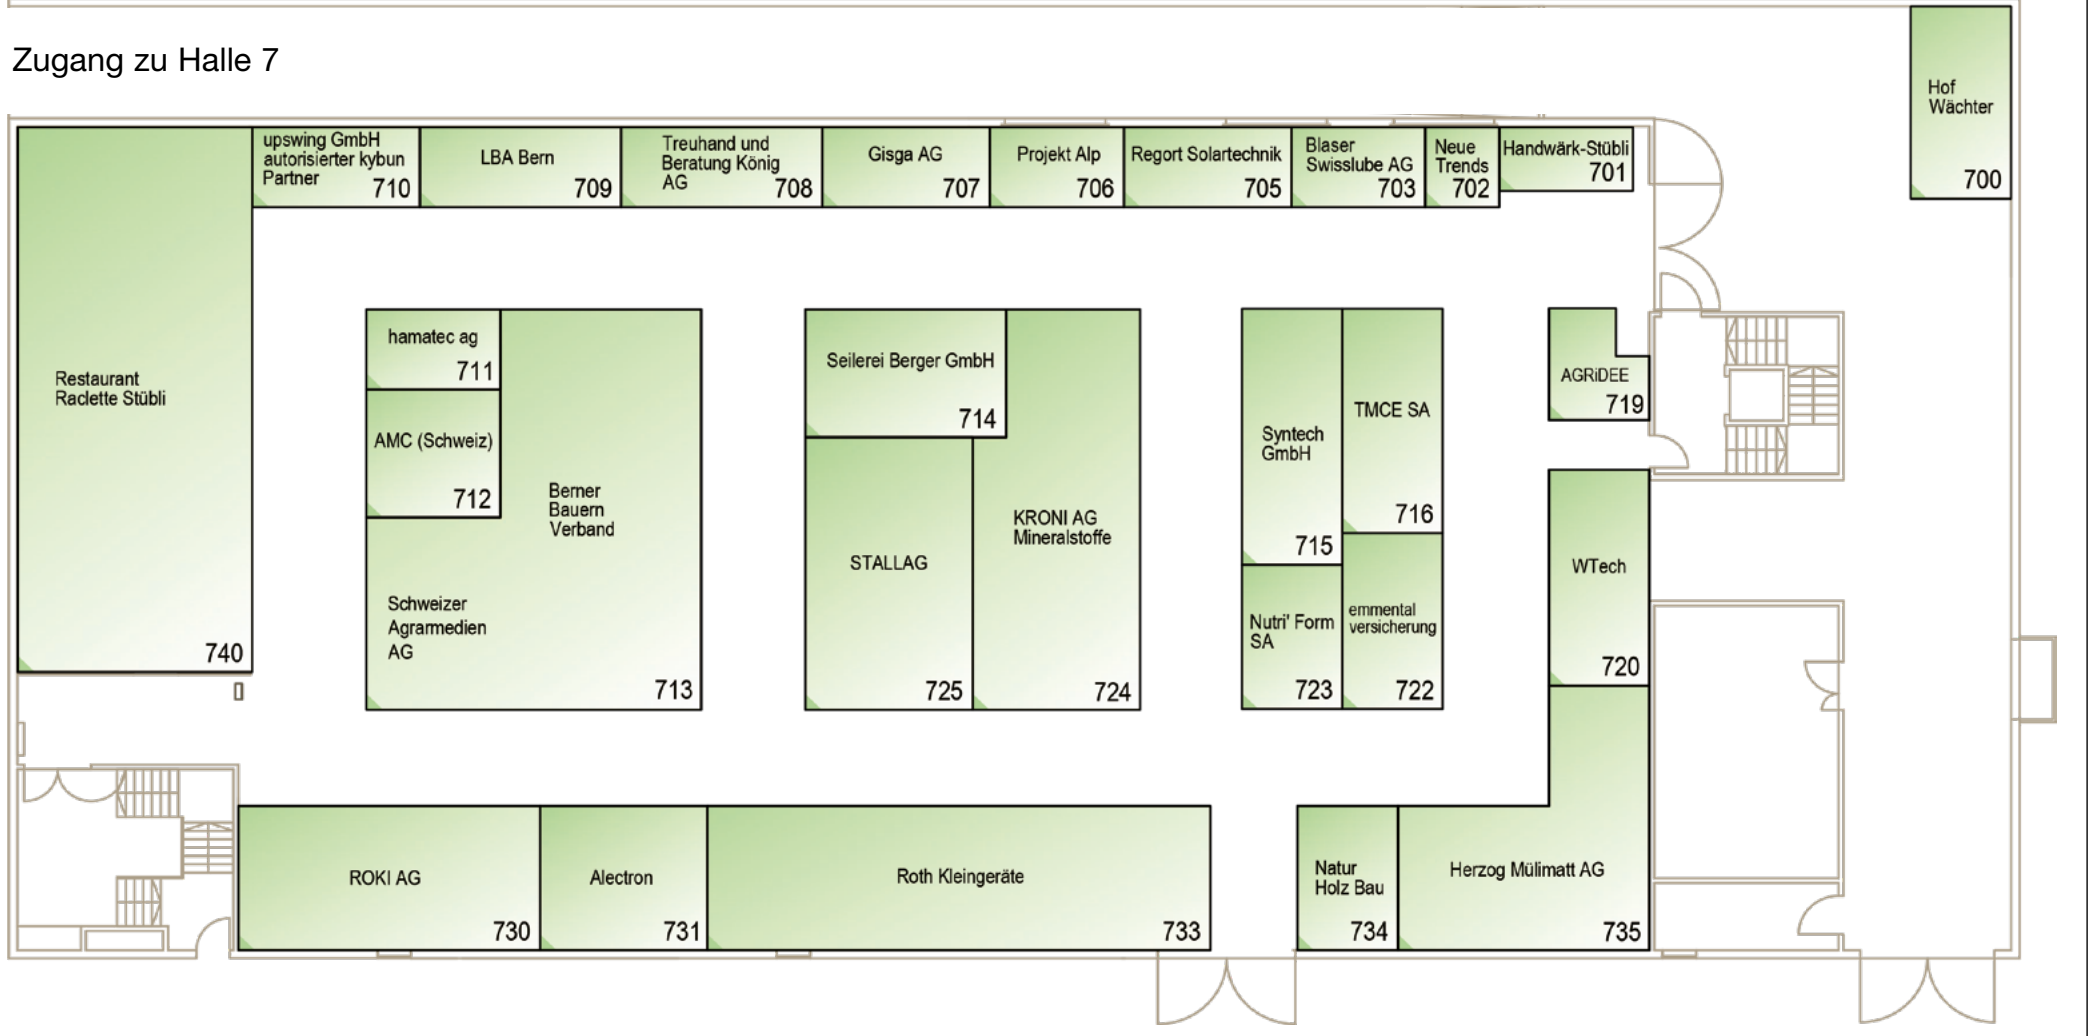 Zugang zu Halle 7
Hof
Wächter
700
upswing GmbH
autorisierter kybun
Partner
710
LBA Bern
709
Treuhand und
Beratung König
AG
708
Gisga AG
707
Projekt Alp
706
Regort Solartechnik
705
Blaser
Swisslube AG
703
Neue
Trends
702
Handwärk-Stübli
701
Restaurant
Raclette Stübli
740
hamatec ag
711
AMC (Schweiz)
712
Berner
Bauern
Verband
Schweizer
Agrarmedien
AG
713
Seilerei Berger GmbH
714
STALLAG
725
KRONI AG
Mineralstoffe
724
Syntech
GmbH
715
TMCE SA
716
Nutri' Form
SA
723
emmental
versicherung
722
AGRiDEE
719
WTech
720
ROKI AG
730
Alectron
731
Roth Kleingeräte
733
Natur
Holz Bau
734
Herzog Mülimatt AG
735